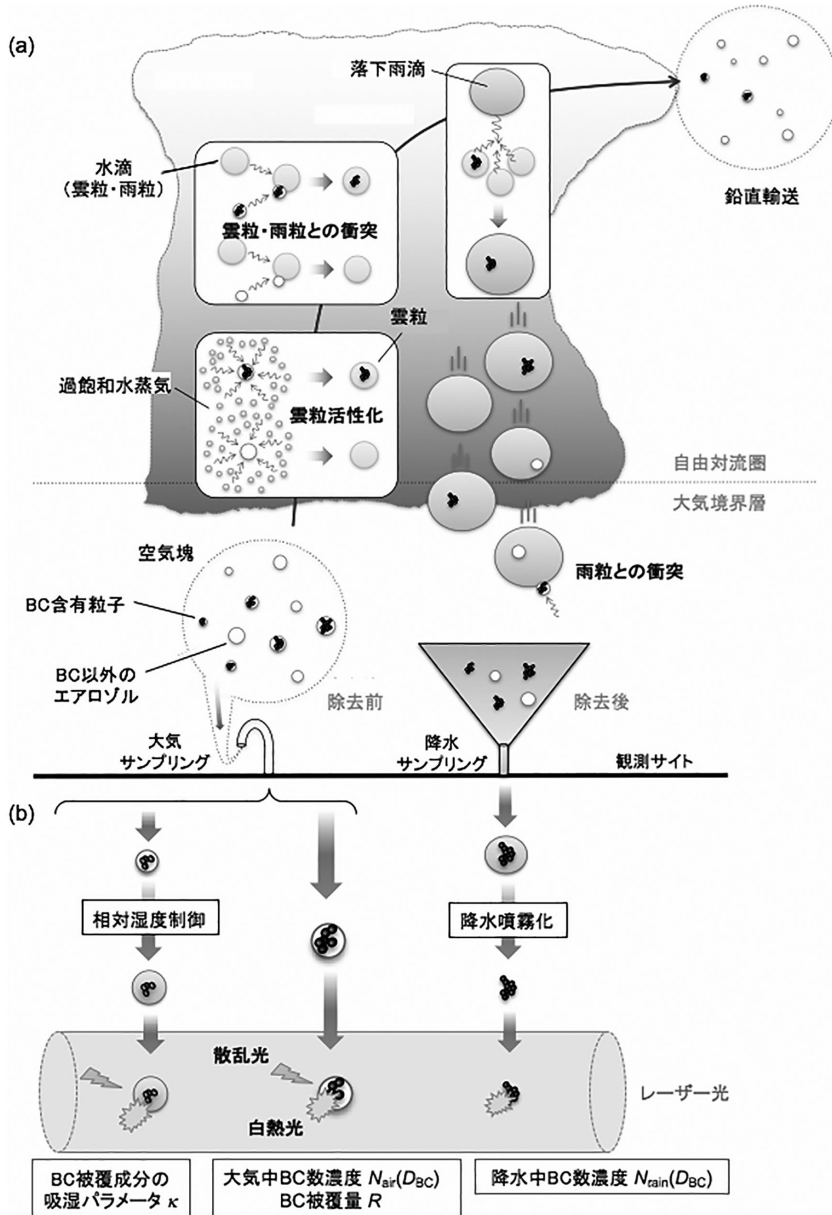 (a)
落下雨滴
水滴
(雲粒・雨粒)
雲粒・雨粒との衝突
鉛直輸送
雲粒
過飽和水蒸気
雲粒活性化
自由対流圏
大気境界層
空気塊
雨粒との衝突
BC含有粒子
BC以外の
エアロゾル
除去前
除去後
大気
サンプリング
降水
サンプリング
観測サイト
(b)
相対湿度制御
降水噴霧化
散乱光
レーザー光
白熱光
BC被覆成分の
吸湿パラメータ κ
大気中BC数濃度 Nair(DBC)
BC被覆量 R
降水中BC数濃度 Nrain(DBC)